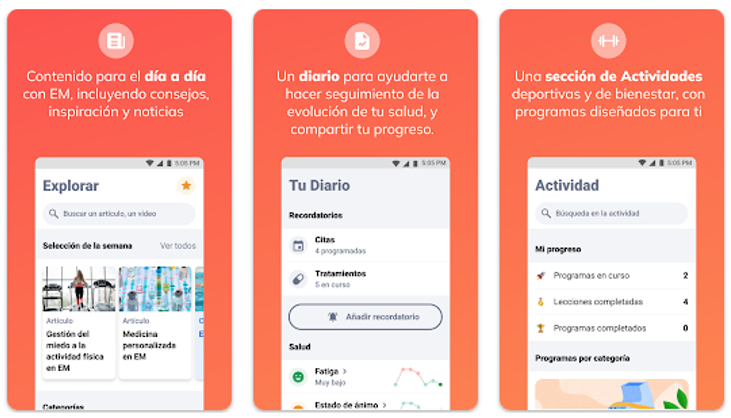 Contenido para el día a día
con EM, incluyendo consejos,
inspiración y noticias
5:05 PM
Explorar
Buscar un artículo, un video
Selección de la semana
Ver todos
Artículo
Gestión del
miedo a la
actividad física
en EM
Artículo
Medicina
personalizada
en EM
Categorías
Un diario para ayudarte a
hacer seguimiento de la
evolución de tu salud, y
compartir tu progreso.
5:05 PM
Tu Diario
Recordatorios
Citas
4 programadas
Tratamientos
5 en curso
Añadir recordatorio
Salud
Fatiga >
Muy bajo
Estado de ánimo >
Una sección de Actividades
deportivas y de bienestar, con
programas diseñados para ti
5:05 PM
Actividad
Búsqueda en la actividad
Mi progreso
Programas en curso 2
Lecciones completadas 4
Programas completados 0
Programas por categoría